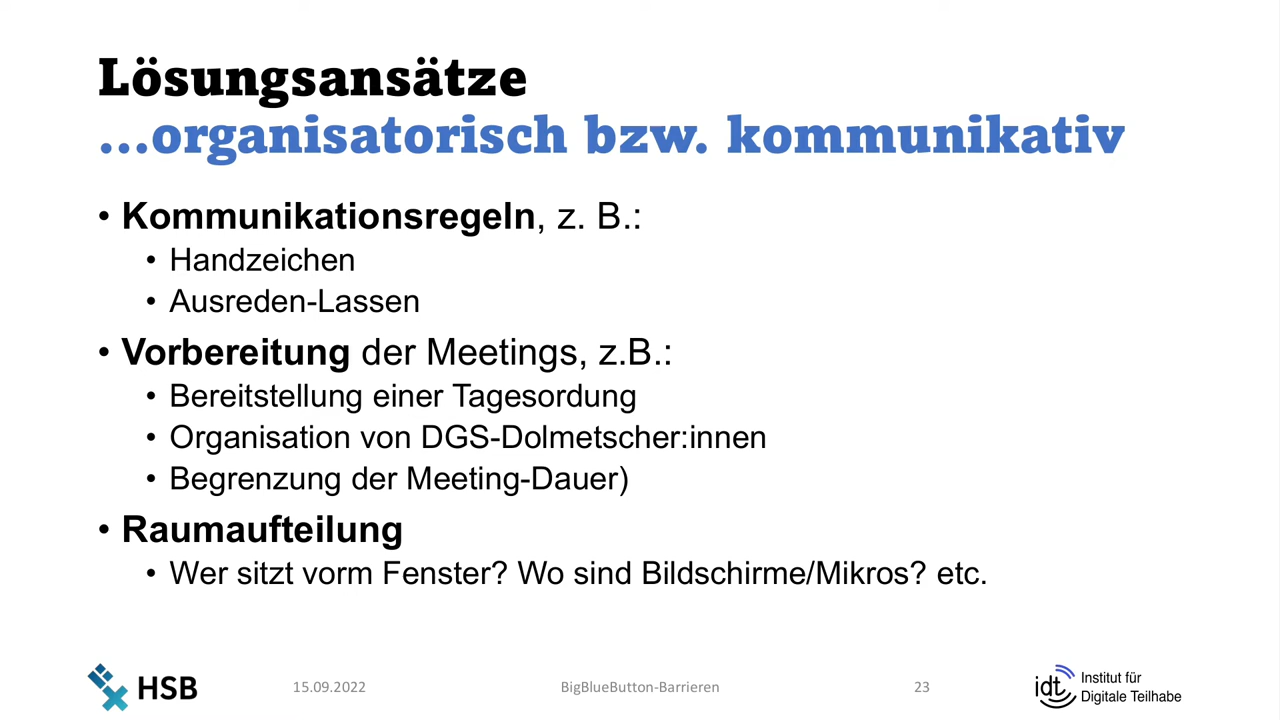 Lösungsansätze
...organisatorisch bzw. kommunikativ
• Kommunikationsregeln, z. B.:
• Handzeichen
• Ausreden-Lassen
• Vorbereitung der Meetings, z.B.:
• Bereitstellung einer Tagesordung
• Organisation von DGS-Dolmetscher:innen
• Begrenzung der Meeting-Dauer)
• Raumaufteilung
• Wer sitzt vorm Fenster? Wo sind Bildschirme/Mikros? etc.
HSB
15.09.2022
BigBlueButton-Barrieren
23
idt
Institut für
Digitale Teilhabe